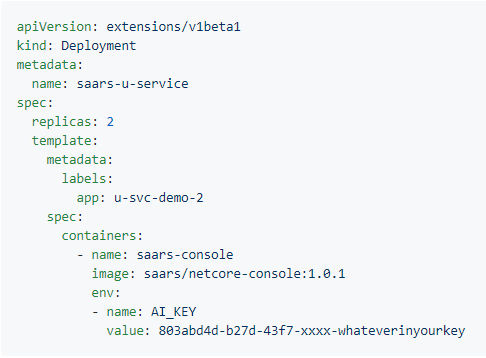 apiVersion: extensions/v1beta1
kind: Deployment
metadata:
  name: saars-u-service
spec:
  replicas: 2
  template:
    metadata:
      labels:
        app: u-svc-demo-2
    spec:
      containers:
        - name: saars-console
          image: saars/netcore-console:1.0.1
          env:
          - name: AI_KEY
            value: 803abd4d-b27d-43f7-xxxx-whateverinyourkey